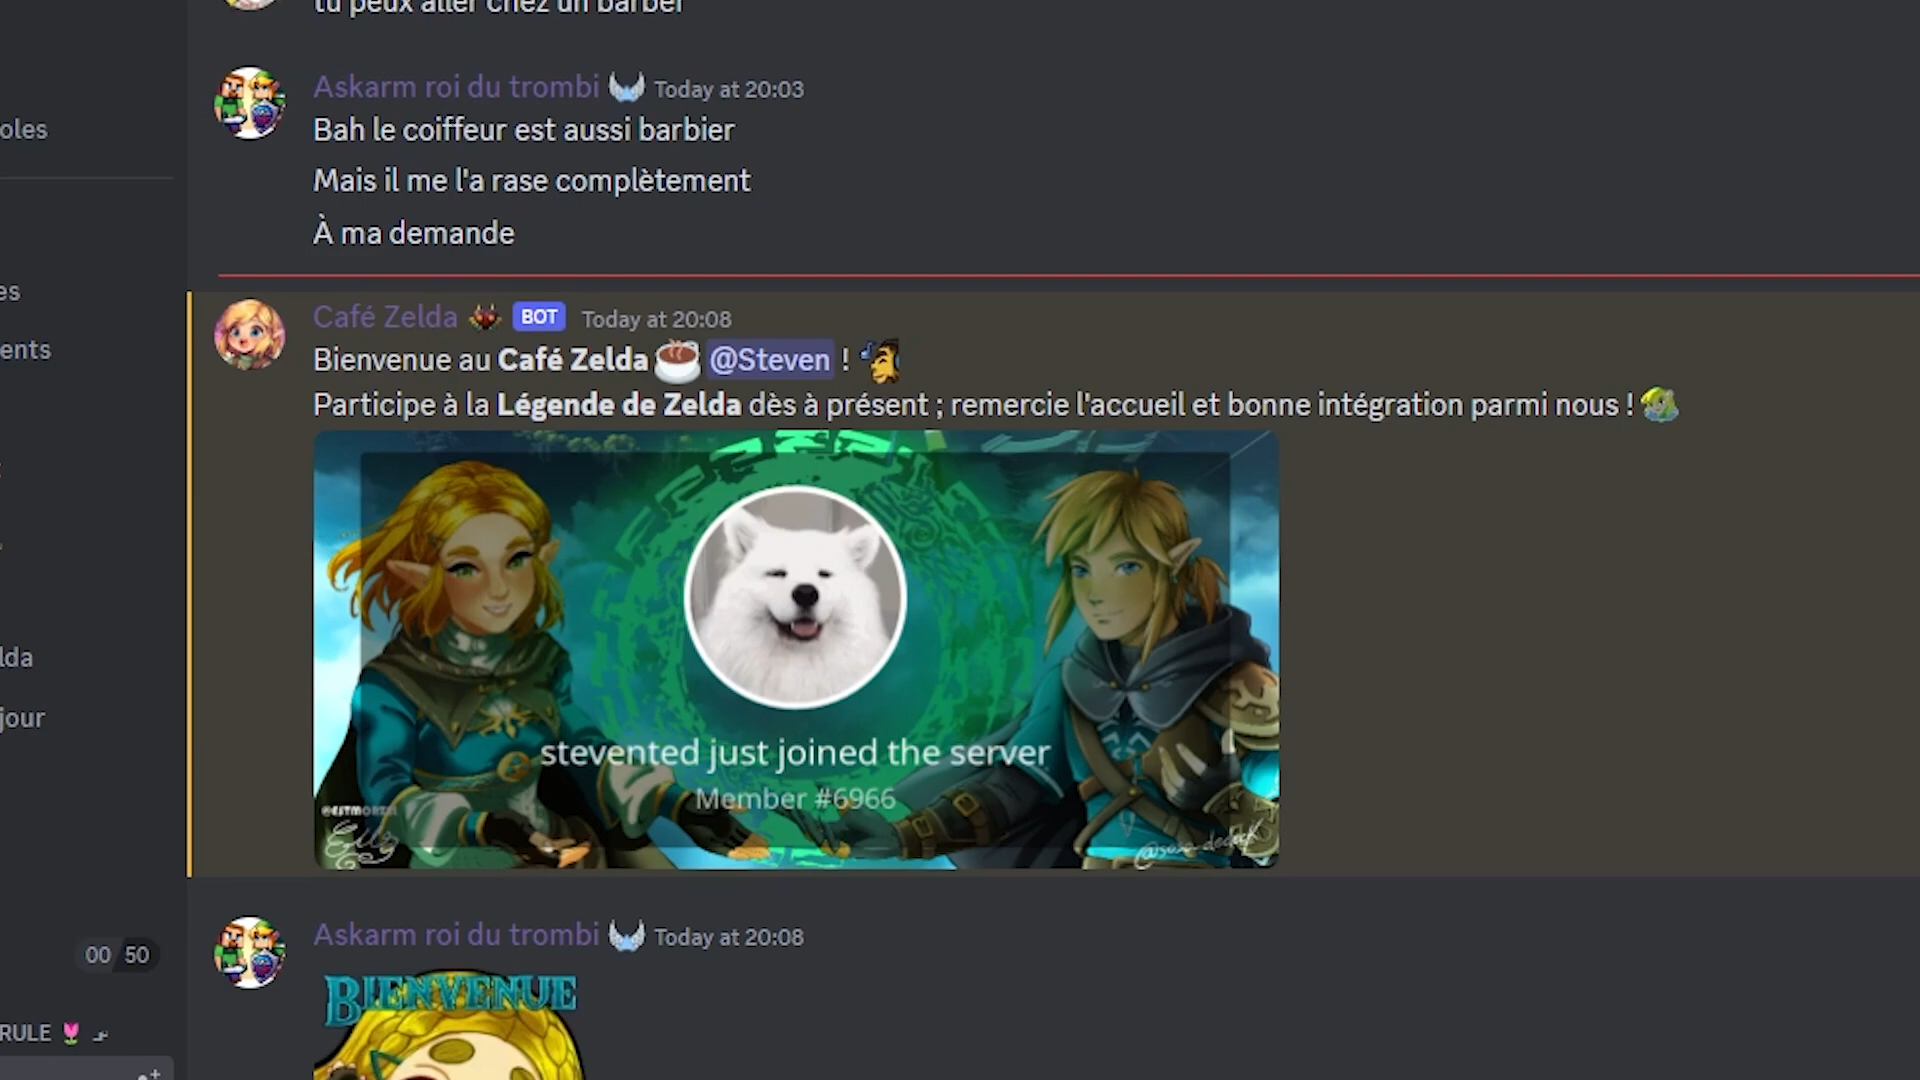 tu peux aller chez un barber
Askarm roi du trombi Today at 20:03
oles
Bah le coiffeur est aussi barbier
Mais il me l'a rase complètement
À ma demande
es
Café Zelda BOT Today at 20:08
ents
Bienvenue au Café Zelda @Steven !
Participe à la Légende de Zelda dès à présent ; remercie l'accueil et bonne intégration parmi nous !
lda
jour
stevented just joined the server
Member #6966
Askarm roi du trombi Today at 20:08
00 50
BIENVENUE
RULE